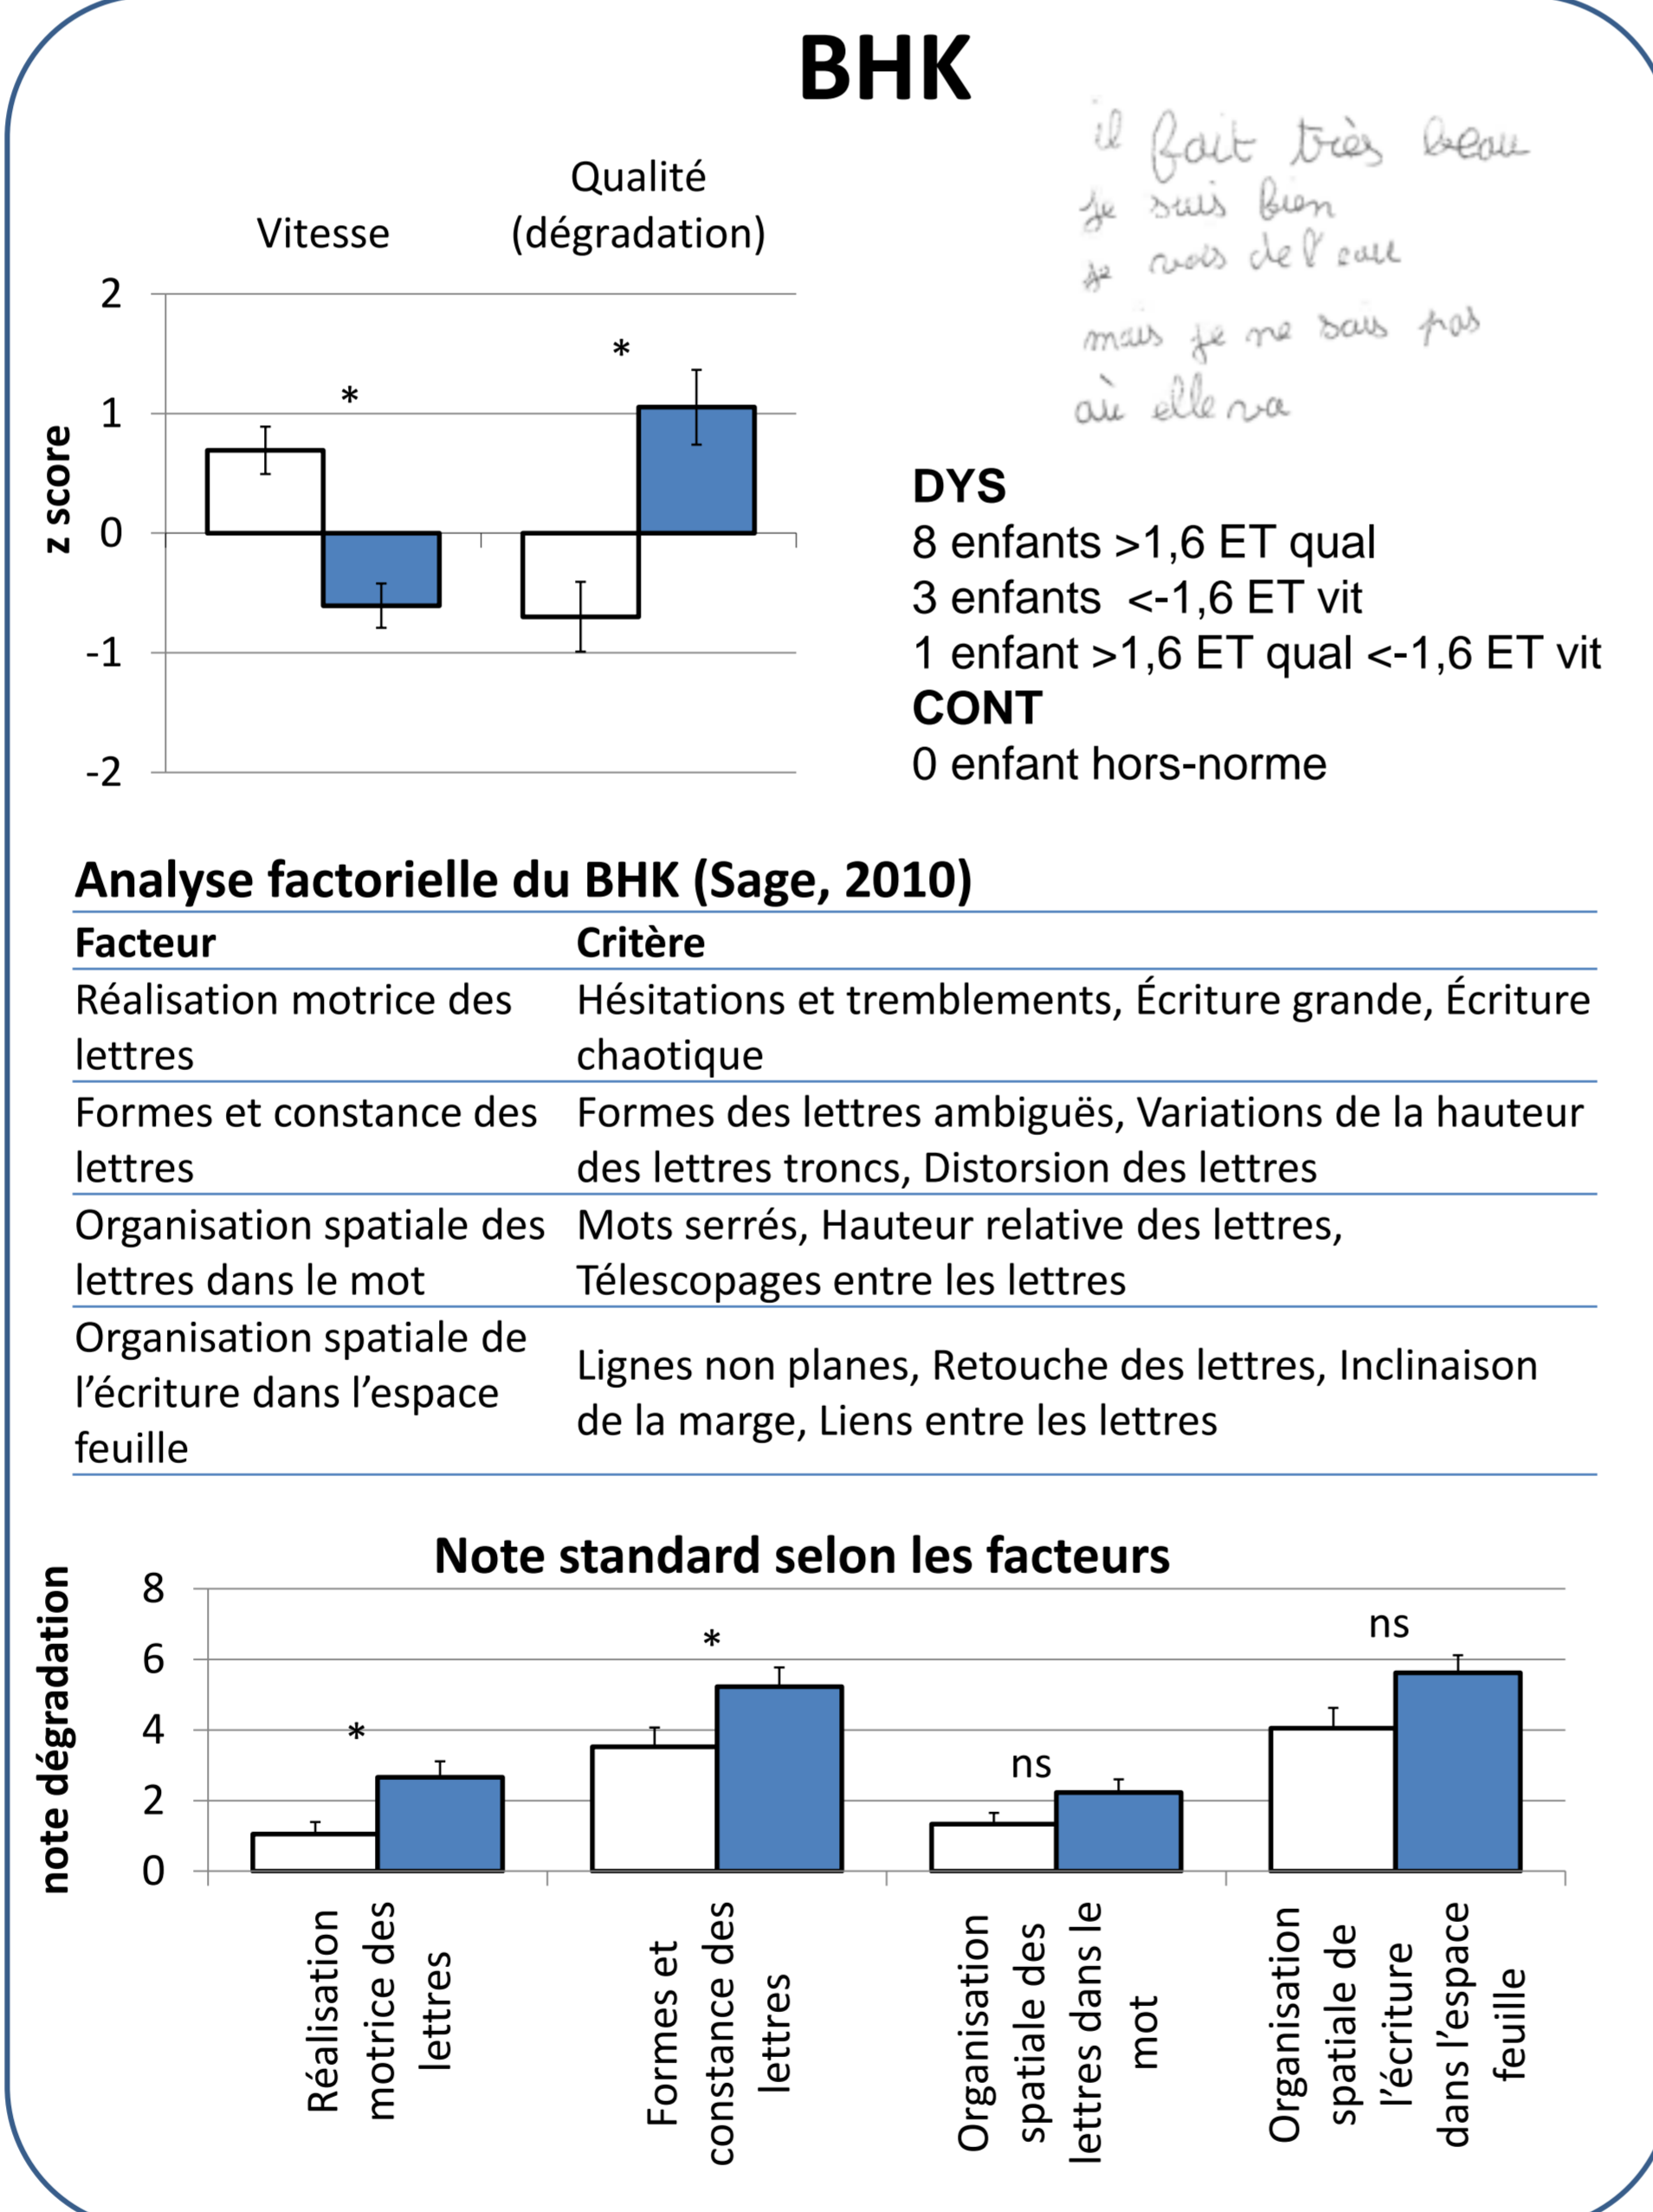 BHK
Vitesse
Qualité
(dégradation)
2
1
0
-1
-2
z score
*
*
il fait très beau
je suis bien
je vois de l'eau
mais je ne sais pas
où elle va
DYS
8 enfants >1,6 ET qual
3 enfants <-1,6 ET vit
1 enfant >1,6 ET qual <-1,6 ET vit
CONT
0 enfant hors-norme
Analyse factorielle du BHK (Sage, 2010)
Facteur
Critère
Réalisation motrice des
lettres
Hésitations et tremblements, Écriture grande, Écriture
chaotique
Formes et constance des
lettres
Formes des lettres ambiguës, Variations de la hauteur
des lettres troncs, Distorsion des lettres
Organisation spatiale des
lettres dans le mot
Mots serrés, Hauteur relative des lettres,
Télescopages entre les lettres
Organisation spatiale de
l'écriture dans l'espace
feuille
Lignes non planes, Retouche des lettres, Inclinaison
de la marge, Liens entre les lettres
Note standard selon les facteurs
note dégradation
8
6
4
2
0
*
*
ns
ns
Réalisation
motrice des
lettres
Formes et
constance des
lettres
Organisation
spatiale des
lettres dans le
mot
Organisation
spatiale de
l'écriture
dans l'espace
feuille